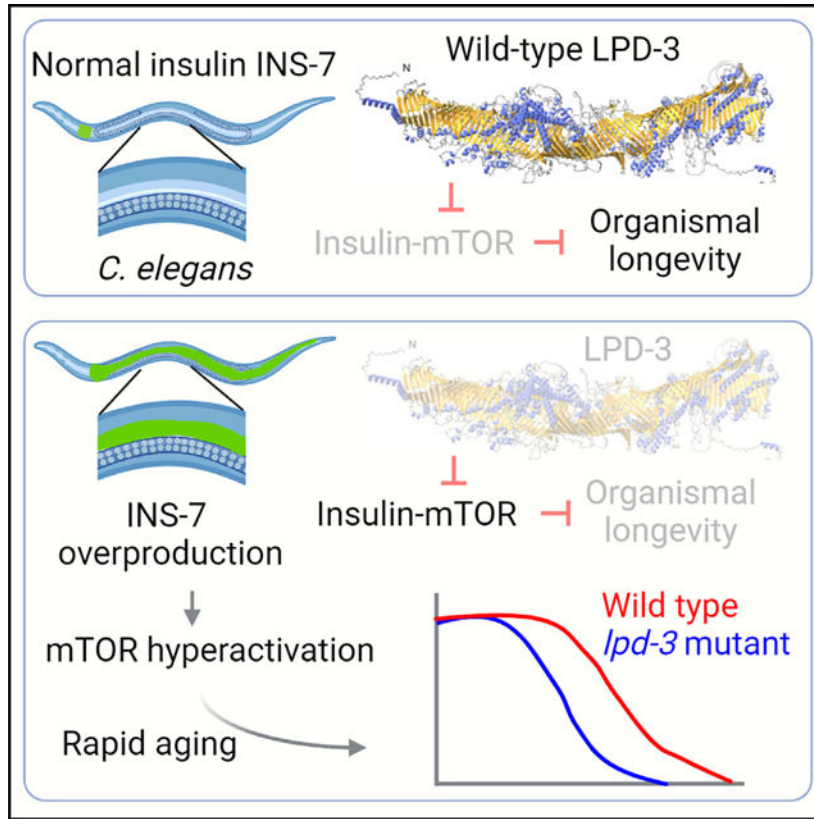 Normal insulin INS-7
Wild-type LPD-3
N
C. elegans
Insulin-mTOR
Organismal
longevity
LPD-3
N
INS-7
overproduction
Insulin-mTOR
Organismal
longevity
mTOR hyperactivation
Rapid aging
Wild type
lpd-3 mutant